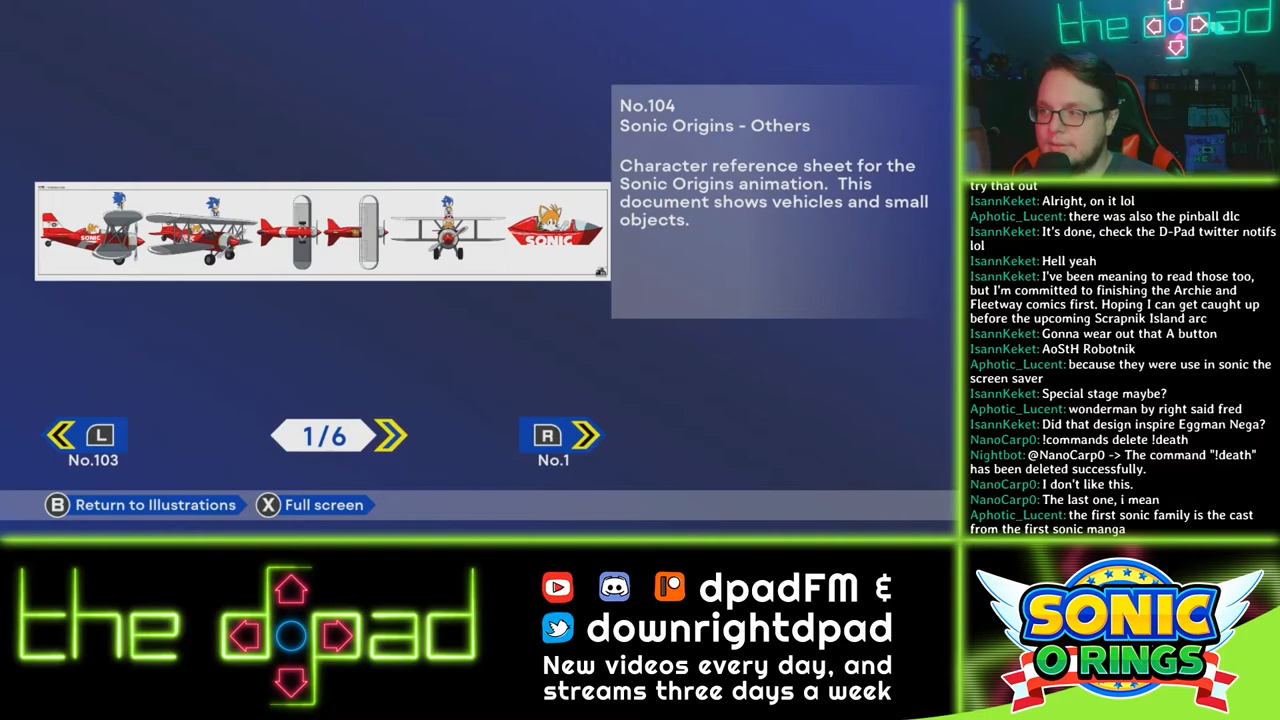 the dpad
No.104
Sonic Origins - Others
Character reference sheet for the
Sonic Origins animation. This
document shows vehicles and small
objects.
SONIC
SONIC
L
No.103
1/6
R
No.1
B Return to Illustrations
X Full screen
try that out
IsannKeket: Alright, on it lol
Aphotic_Lucent: there was also the pinball dlc
IsannKeket: It's done, check the D-Pad twitter notifs
lol
IsannKeket: Hell yeah
IsannKeket: I've been meaning to read those too,
but I'm committed to finishing the Archie and
Fleetway comics first. Hoping I can get caught up
before the upcoming Scrapnik Island arc
IsannKeket: Gonna wear out that A button
IsannKeket: AoStH Robotnik
Aphotic_Lucent: because they were use in sonic the
screen saver
IsannKeket: Special stage maybe?
Aphotic_Lucent: wonderman by right said fred
IsannKeket: Did that design inspire Eggman Nega?
NanoCarp0: !commands delete !death
Nightbot: @NanoCarp0 -> The command "!death"
has been deleted successfully.
NanoCarp0: I don't like this.
NanoCarp0: The last one, i mean
Aphotic_Lucent: the first sonic family is the cast
from the first sonic manga
the dpad
dpadFM &
downrightdpad
New videos every day, and
streams three days a week
SONIC
O RINGS